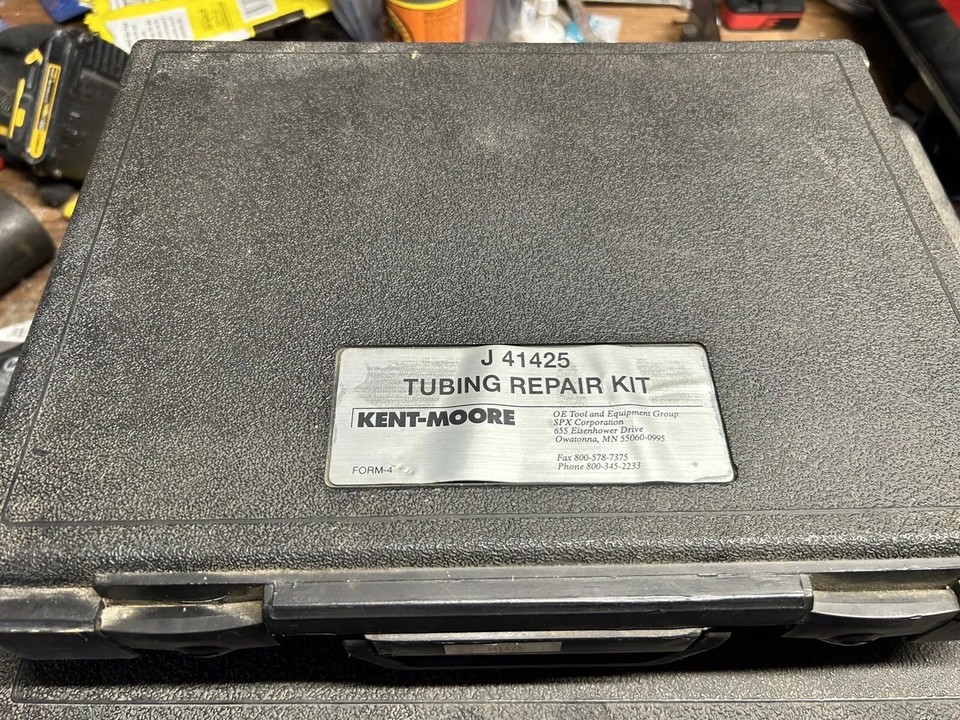 J 41425
TUBING REPAIR KIT
KENT-MOORE
OE Tool and Equipment Group
SPX Corporation
655 Eisenhower Drive
Owatonna, MN 55060-0995
Fax 800-578-7375
Phone 800-345-2233
FORM-4